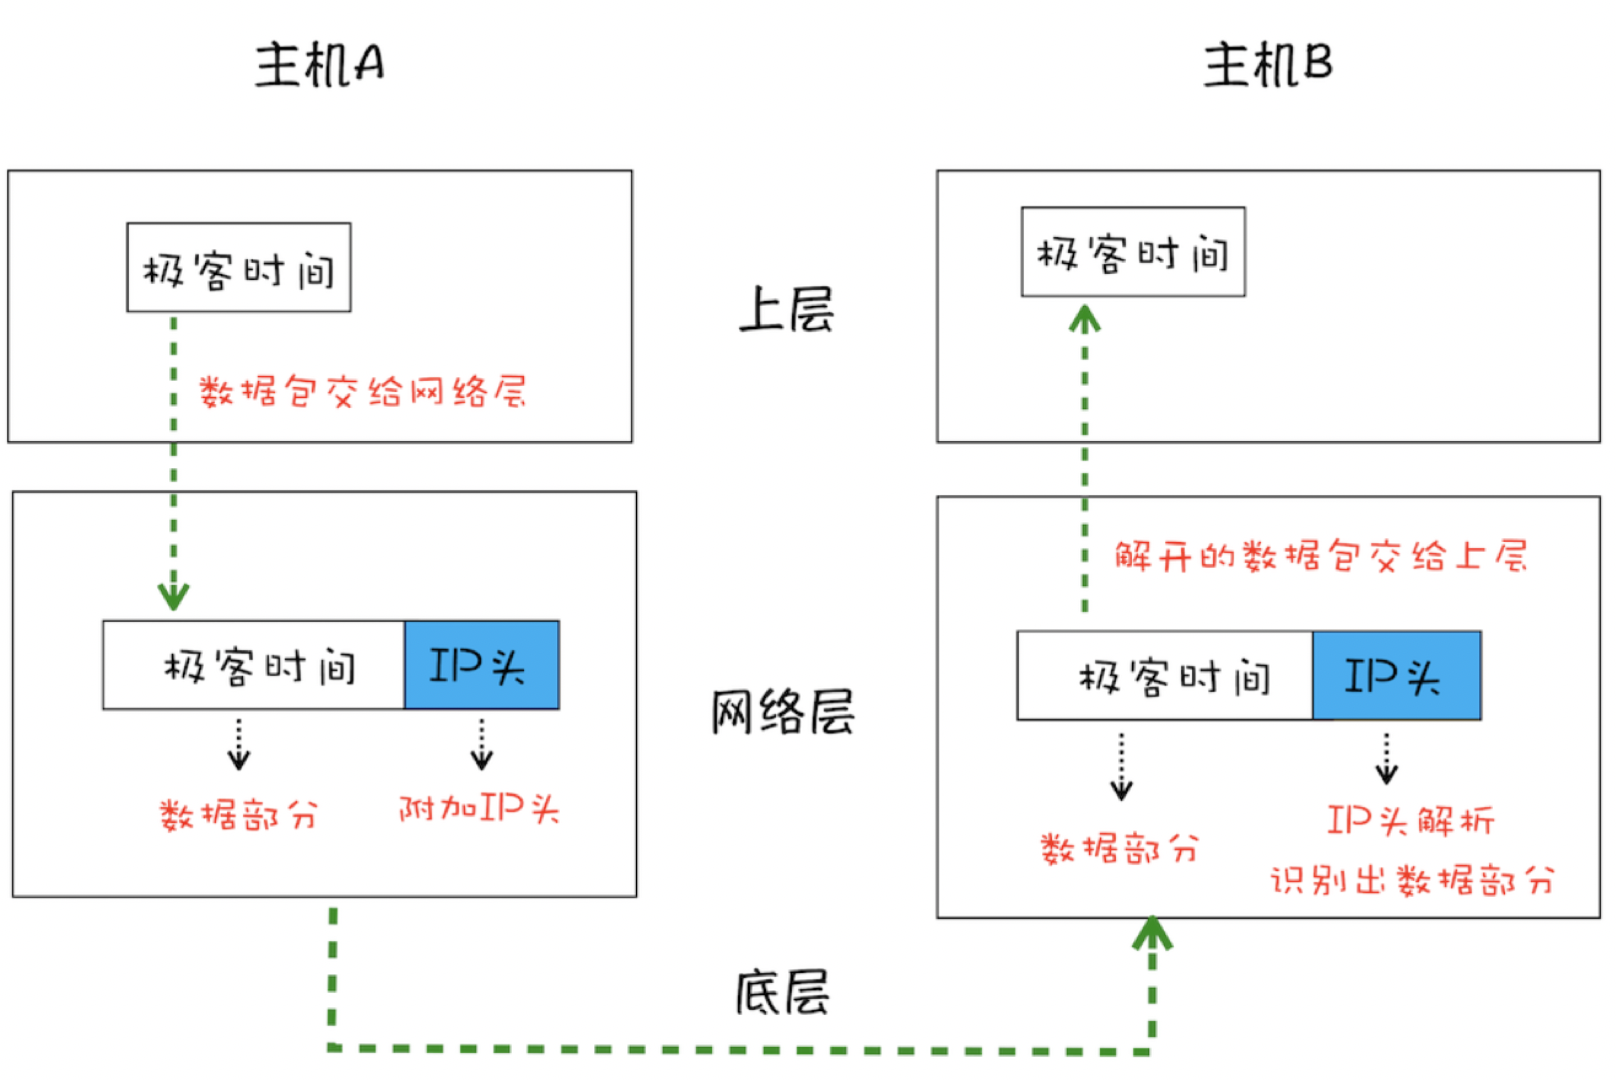 主机A
主机B
极客时间
极客时间
上层
数据包交给网络层
解开的数据包交给上层
极客时间
IP头
网络层
极客时间
IP头
数据部分
附加IP头
数据部分
IP头解析
识别出数据部分
底层